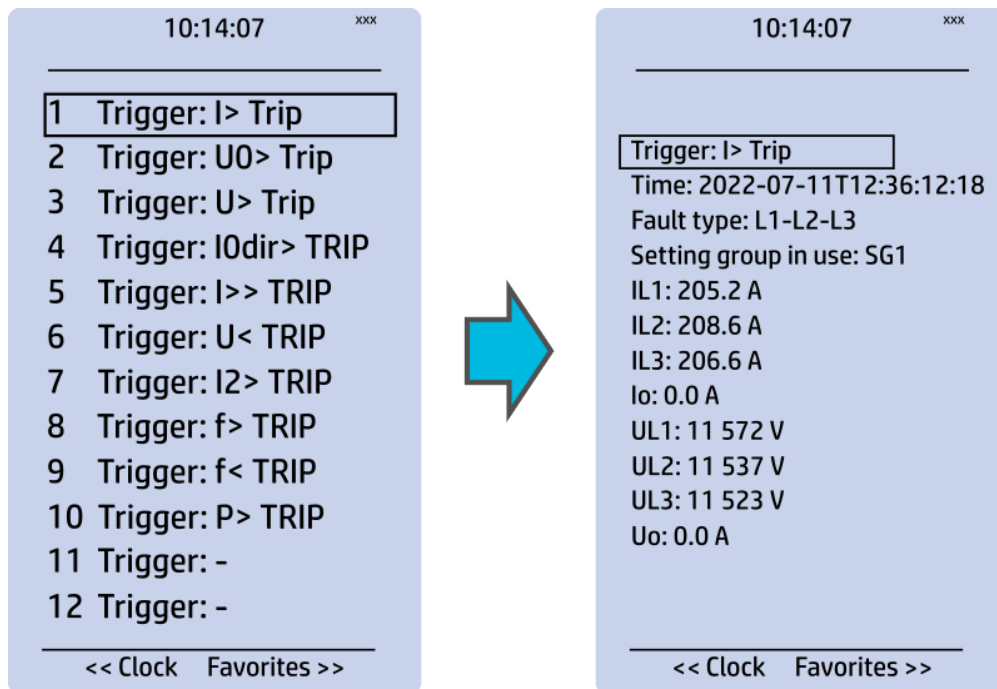 10:14:07 xxx
1 Trigger: I> Trip
2 Trigger: U0> Trip
3 Trigger: U> Trip
4 Trigger: I0dir> TRIP
5 Trigger: I>> TRIP
6 Trigger: U< TRIP
7 Trigger: I2> TRIP
8 Trigger: f> TRIP
9 Trigger: f< TRIP
10 Trigger: P> TRIP
11 Trigger: -
12 Trigger: -
<< Clock Favorites >>
10:14:07 xxx
Trigger: I> Trip
Time: 2022-07-11T12:36:12:18
Fault type: L1-L2-L3
Setting group in use: SG1
IL1: 205.2 A
IL2: 208.6 A
IL3: 206.6 A
Io: 0.0 A
UL1: 11 572 V
UL2: 11 537 V
UL3: 11 523 V
Uo: 0.0 A
<< Clock Favorites >>